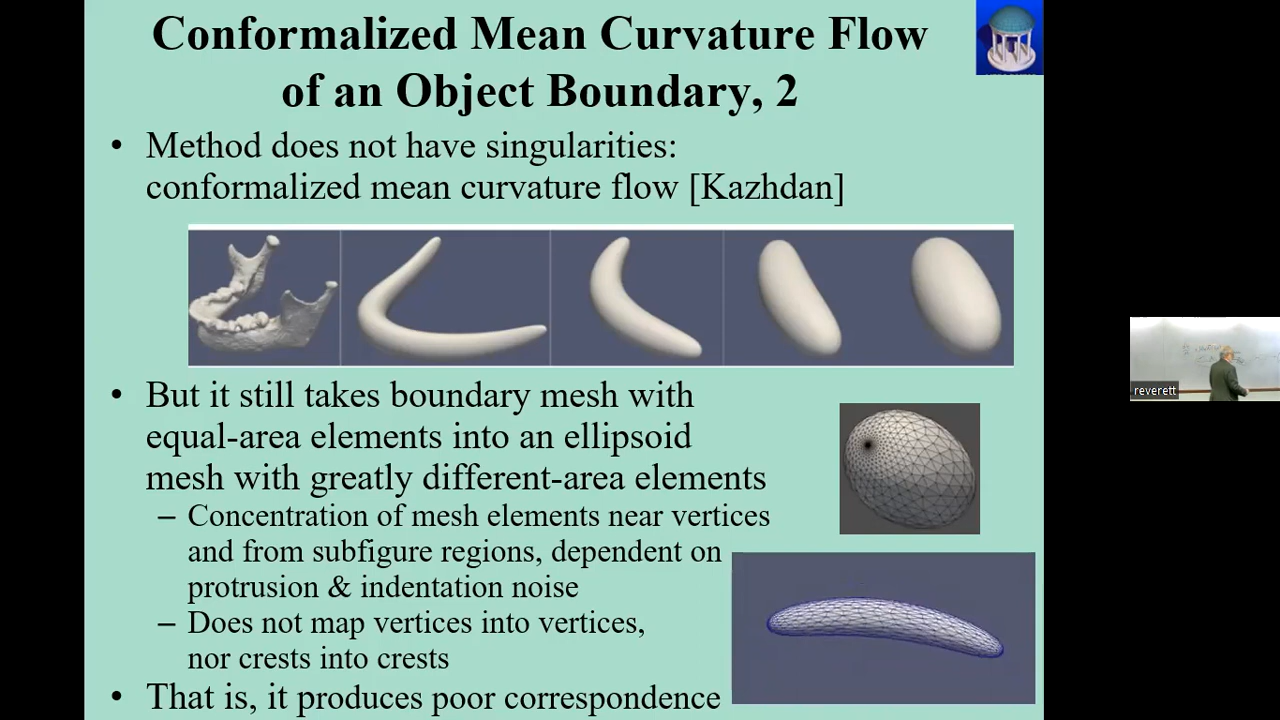 Conformalized Mean Curvature Flow
of an Object Boundary, 2
• Method does not have singularities:
conformalized mean curvature flow [Kazhdan]
• But it still takes boundary mesh with
equal-area elements into an ellipsoid
mesh with greatly different-area elements
– Concentration of mesh elements near vertices
and from subfigure regions, dependent on
protrusion & indentation noise
– Does not map vertices into vertices,
nor crests into crests
• That is, it produces poor correspondence
reverett